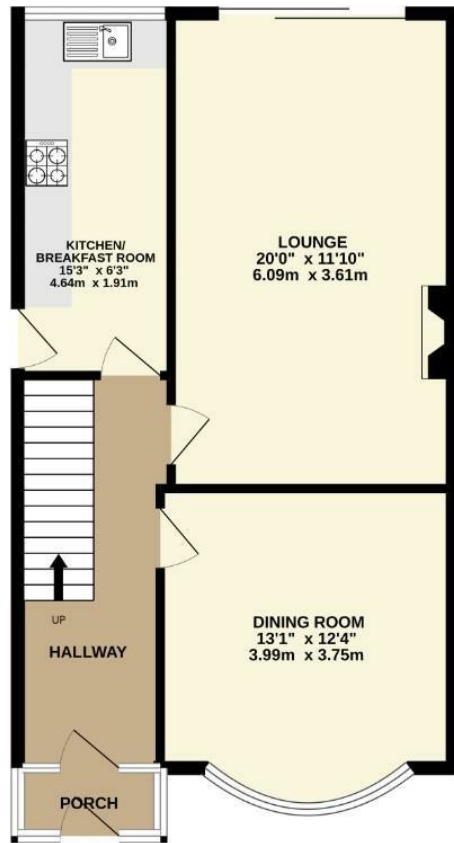 KITCHEN/
BREAKFAST ROOM
15'3" x 6'3"
4.64m x 1.91m
LOUNGE
20'0" x 11'10"
6.09m x 3.61m
UP
HALLWAY
DINING ROOM
13'1" x 12'4"
3.99m x 3.75m
PORCH